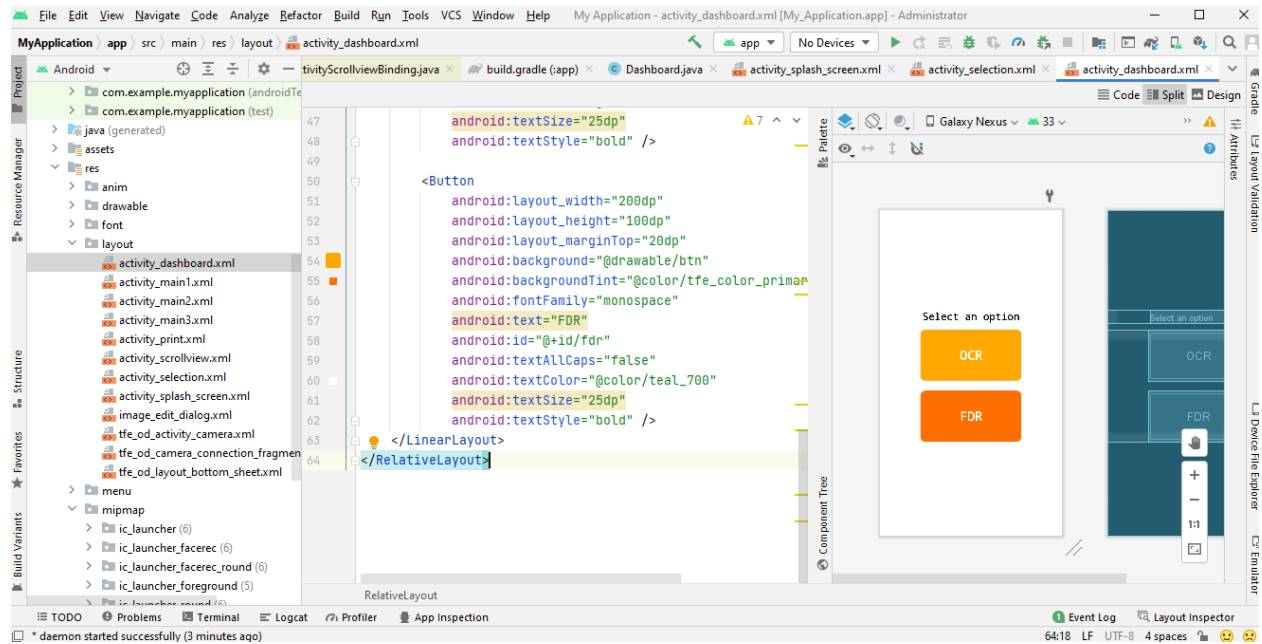 File Edit View Navigate Code Analyze Refactor Build Run Tools VCS Window Help My Application - activity_dashboard.xml [My_Application.app] - Administrator
MyApplication app src main res layout activity_dashboard.xml app No Devices
Android tivityScrollviewBinding.java build.gradle (:app) Dashboard.java activity_splash_screen.xml activity_selection.xml activity_dashboard.xml
Code Split Design
Project
Resource Manager
Structure
Favorites
Build Variants
com.example.myapplication (androidTe
com.example.myapplication (test)
java (generated)
assets
res
anim
drawable
font
layout
activity_dashboard.xml
activity_main1.xml
activity_main2.xml
activity_main3.xml
activity_print.xml
activity_scrollview.xml
activity_selection.xml
activity_splash_screen.xml
image_edit_dialog.xml
tfe_od_activity_camera.xml
tfe_od_camera_connection_fragmen
tfe_od_layout_bottom_sheet.xml
menu
mipmap
ic_launcher (6)
ic_launcher_facerec (6)
ic_launcher_facerec_round (6)
ic_launcher_foreground (5)
ic_launcher_round (6)
47 android:textSize="25dp"
48 android:textStyle="bold" />
49
50 <Button
51 android:layout_width="200dp"
52 android:layout_height="100dp"
53 android:layout_marginTop="20dp"
54 android:background="@drawable/btn"
55 android:backgroundTint="@color/tfe_color_primar
56 android:fontFamily="monospace"
57 android:text="FDR"
58 android:id="@+id/fdr"
59 android:textAllCaps="false"
60 android:textColor="@color/teal_700"
61 android:textSize="25dp"
62 android:textStyle="bold" />
63 </LinearLayout>
64 </RelativeLayout>
7
RelativeLayout
Palette
Component Tree
Galaxy Nexus 33
Select an option
OCR
FDR
Select an option
OCR
FDR
1:1
Gradle
Attributes
Layout Validation
Device File Explorer
Emulator
TODO Problems Terminal Logcat Profiler App Inspection 1 Event Log Layout Inspector
* daemon started successfully (3 minutes ago) 64:18 LF UTF-8 4 spaces